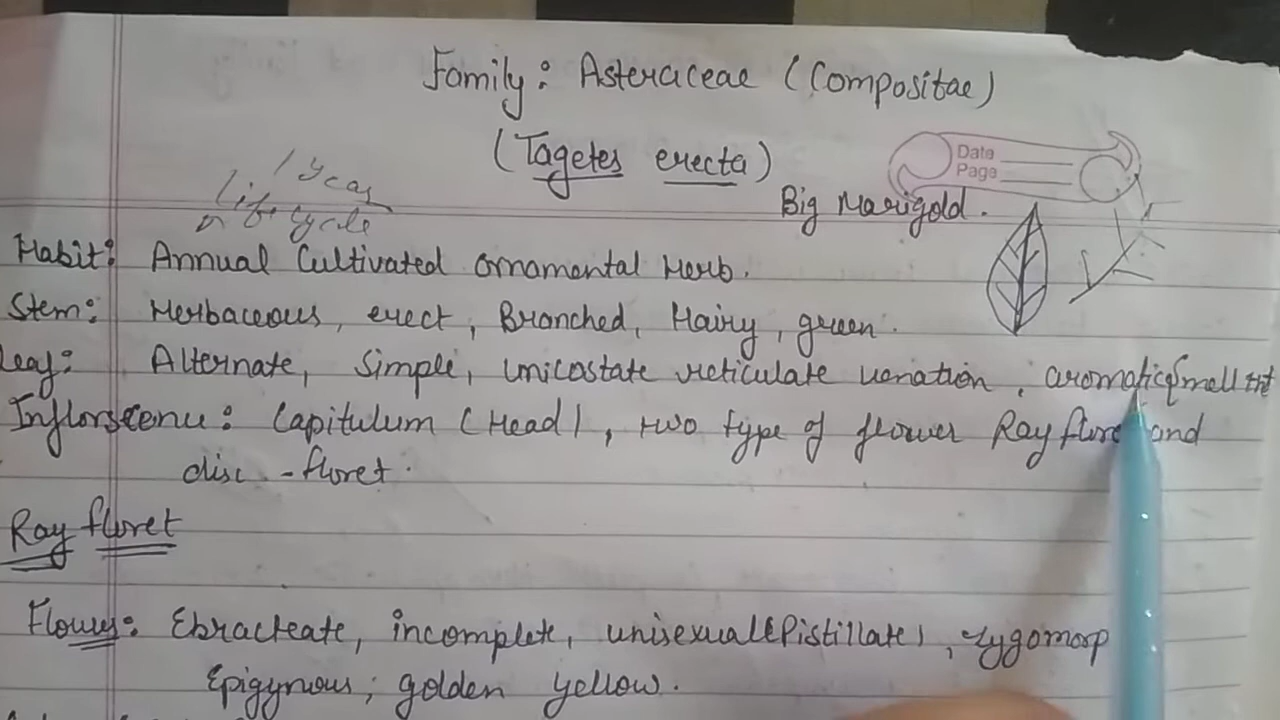 Family: Asteraceae (Compositae)
(Tagetes erecta)
Date
Page
1 year
life cycle
Big Marigold.
Habit: Annual Cultivated ornamental Herb.
Stem: Herbaceous, erect, Branched, Hairy, green.
Leaf: Alternate, Simple, unicostate reticulate venation, aromatic smell
Inflorscence: Capitulum (Head), two type of flower Ray floret and
disc - floret.
Ray floret
Flower: Ebracteate, incomplete, unisexual (Pistillate), zygomorp
Epigynous, golden yellow.